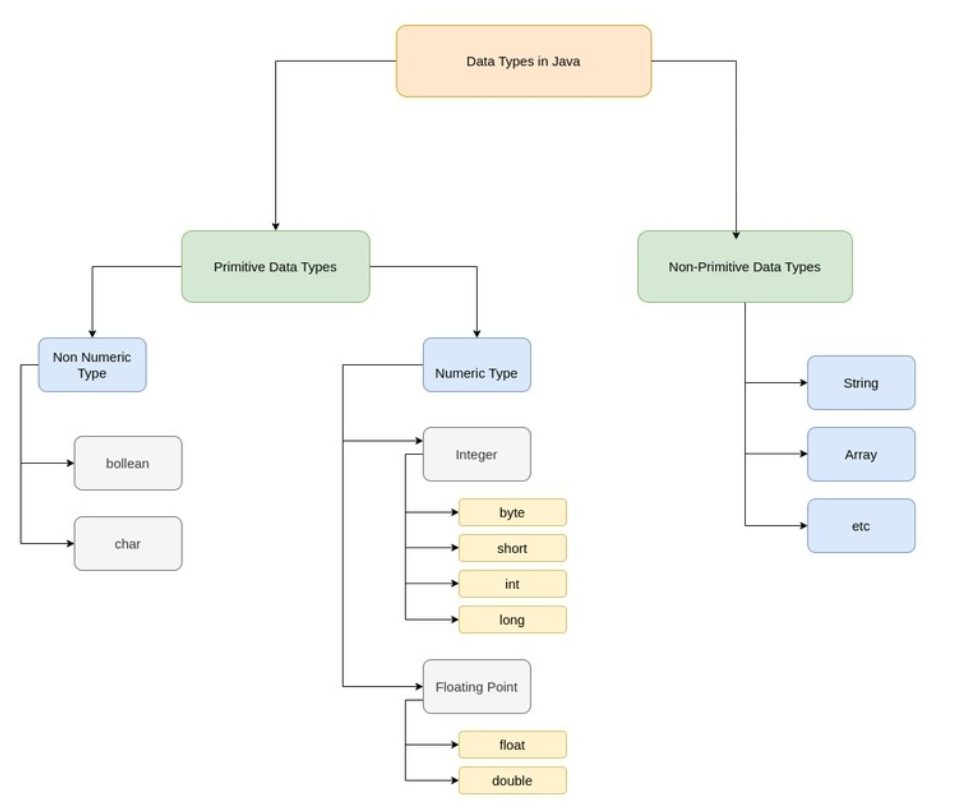 Data Types in Java
Primitive Data Types
Non-Primitive Data Types
Non Numeric
Type
Numeric Type
bollean
char
Integer
byte
short
int
long
Floating Point
float
double
String
Array
etc